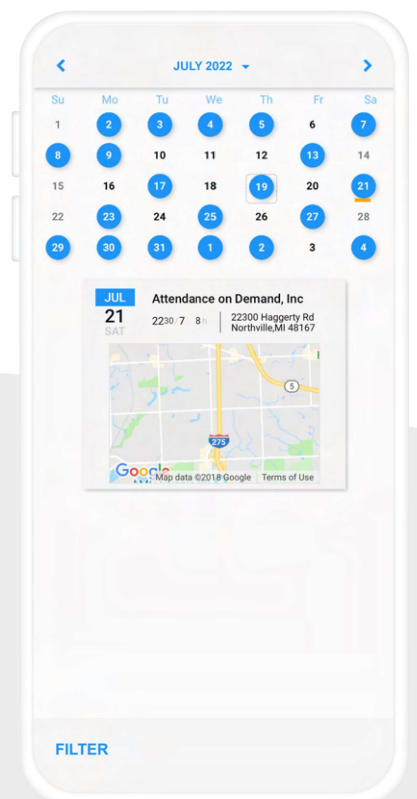 JULY 2022
Su Mo Tu We Th Fr Sa
1 2 3 4 5 6 7
8 9 10 11 12 13 14
15 16 17 18 19 20 21
22 23 24 25 26 27 28
29 30 31 1 2 3 4
JUL
21
SAT
Attendance on Demand, Inc
2230/7 8h
22300 Haggerty Rd
Northville,MI 48167
5
275
Google
Map data ©2018 Google Terms of Use
FILTER